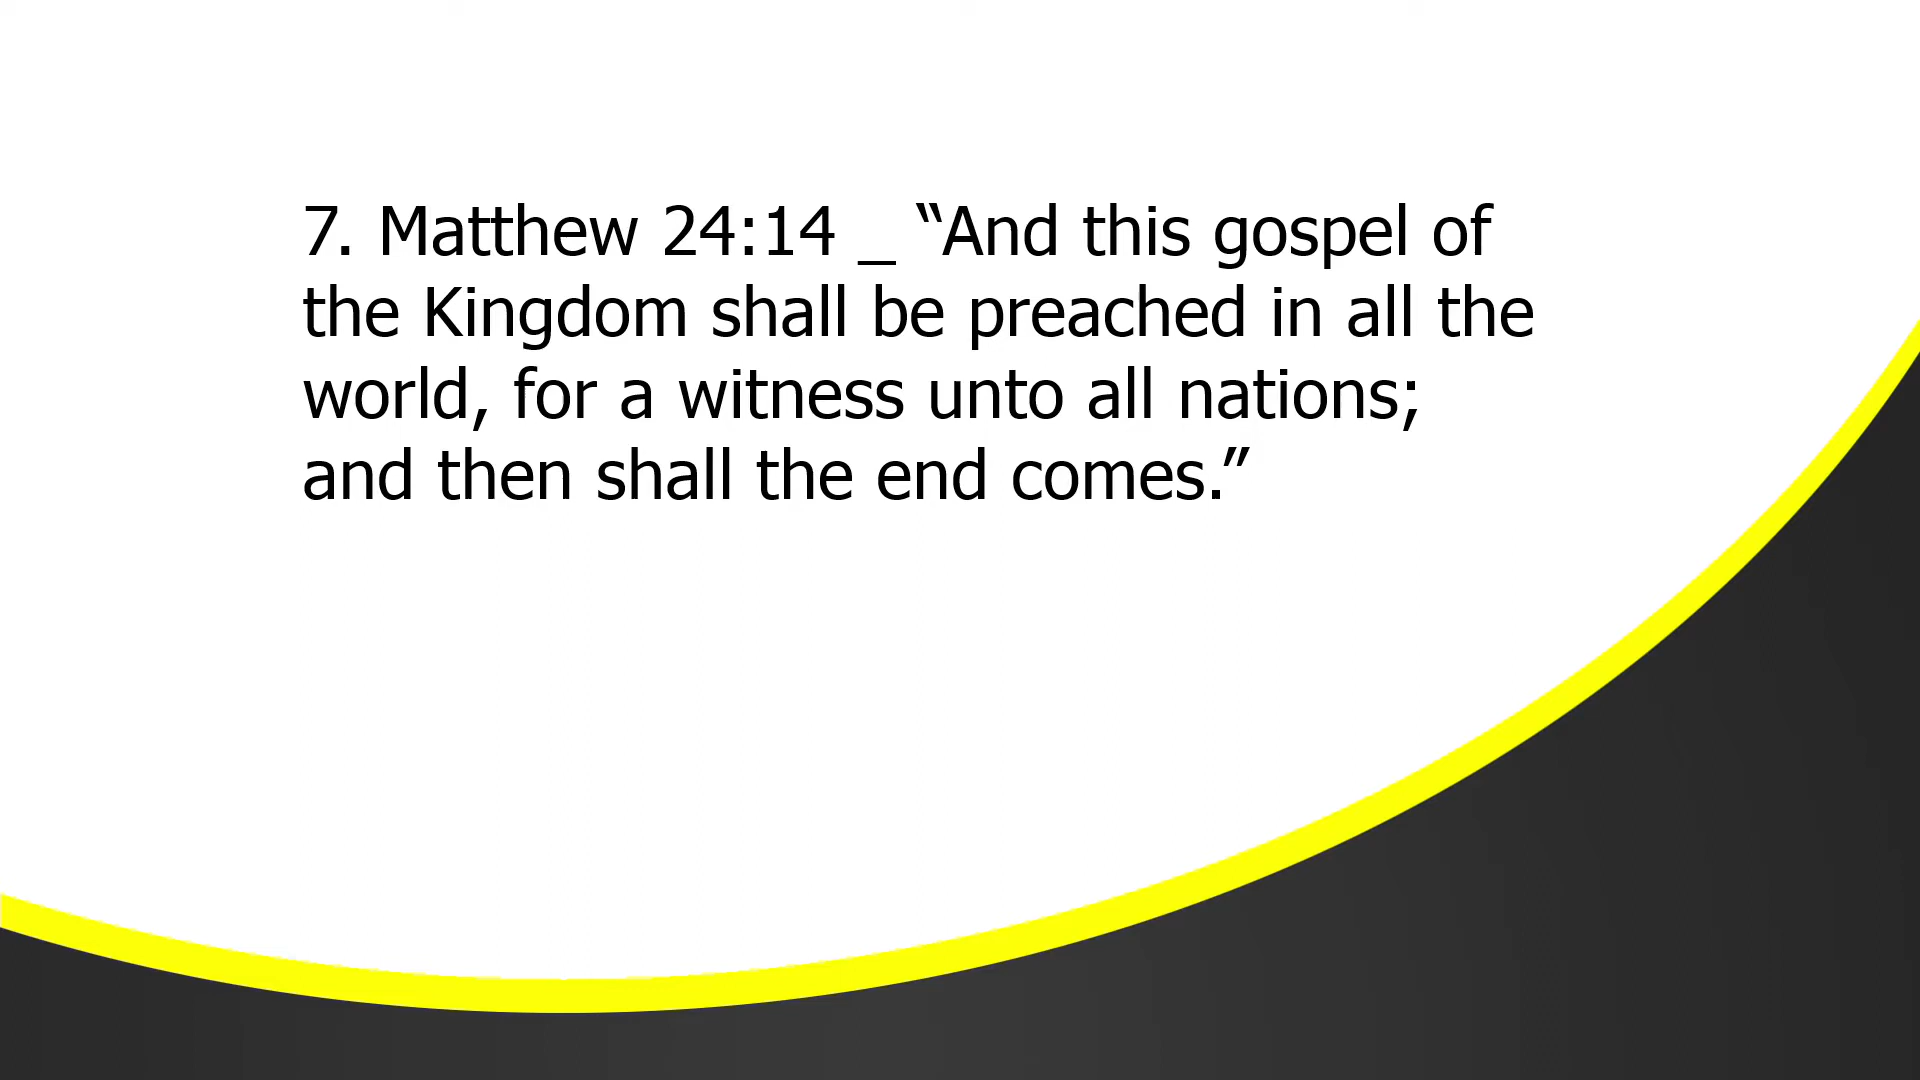 7. Matthew 24:14 _ “And this gospel of
the Kingdom shall be preached in all the
world, for a witness unto all nations;
and then shall the end comes.”